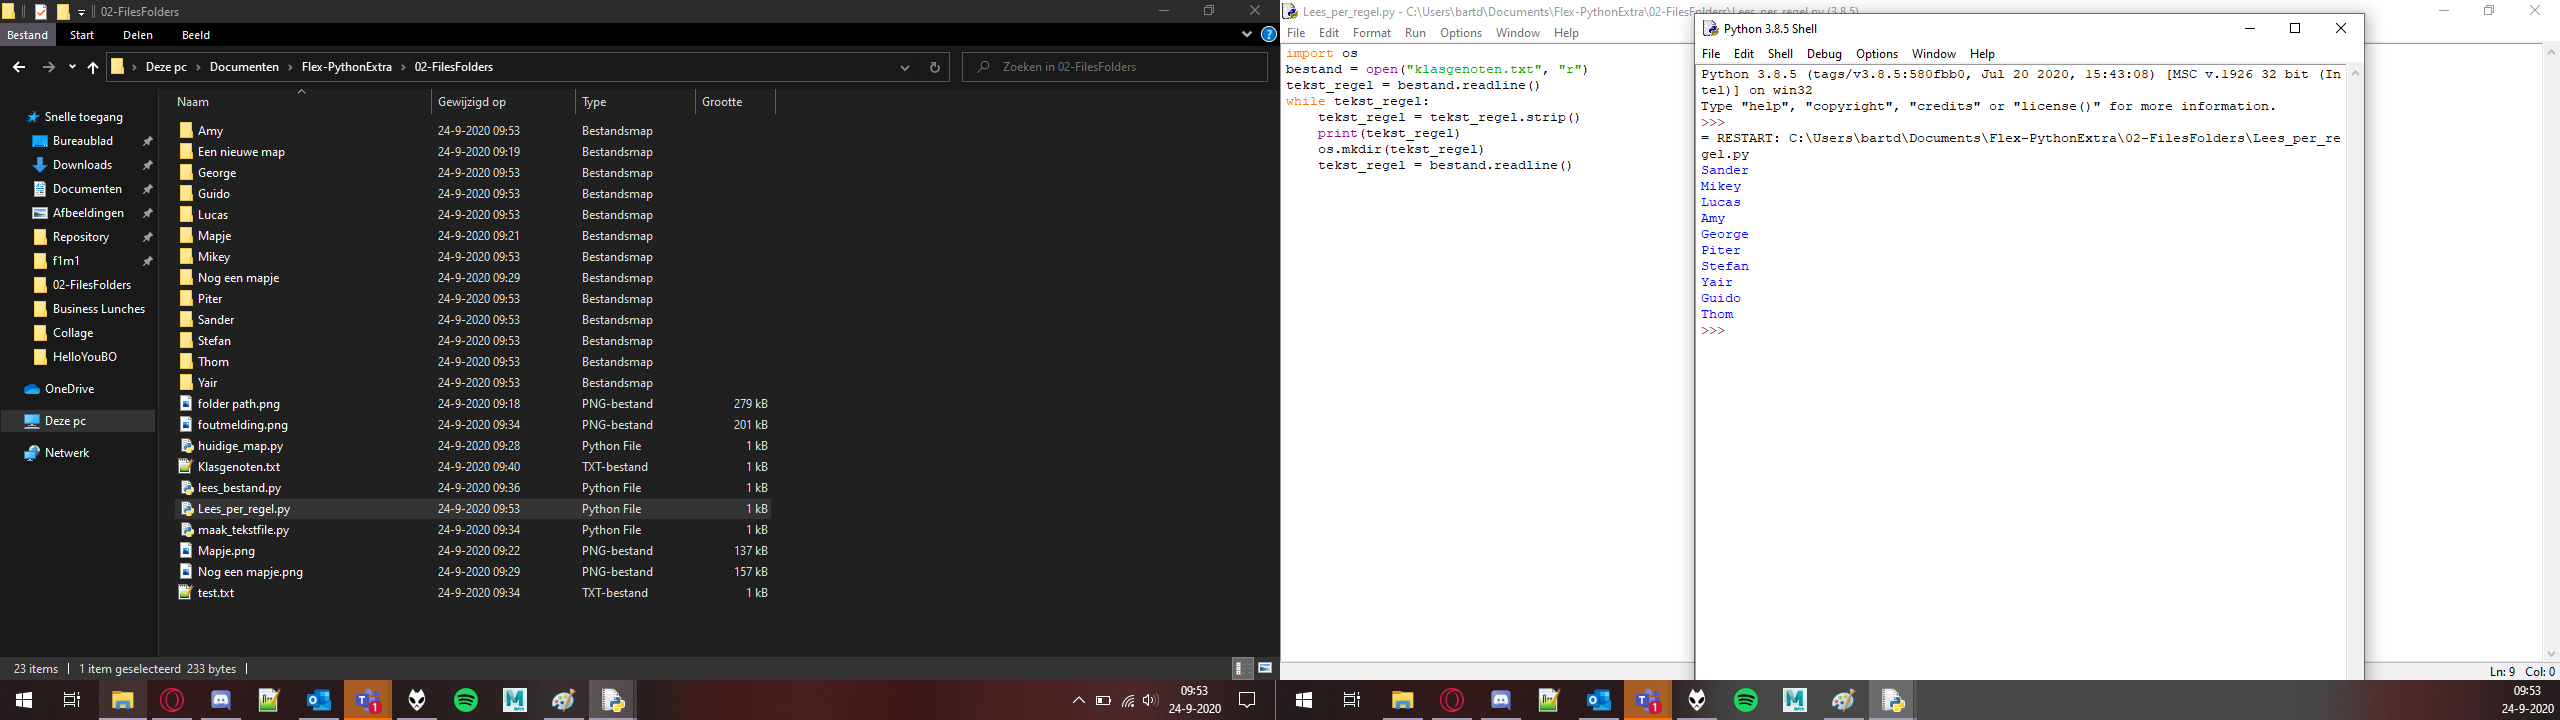 02-FilesFolders
Bestand Start Delen Beeld
Deze pc Documenten Flex-PythonExtra 02-FilesFolders
Zoeken in 02-FilesFolders
Snelle toegang
Bureaublad
Downloads
Documenten
Afbeeldingen
Repository
f1m1
02-FilesFolders
Business Lunches
Collage
HelloYouBO
OneDrive
Deze pc
Netwerk
Naam Gewijzigd op Type Grootte
Amy 24-9-2020 09:53 Bestandsmap
Een nieuwe map 24-9-2020 09:19 Bestandsmap
George 24-9-2020 09:53 Bestandsmap
Guido 24-9-2020 09:53 Bestandsmap
Lucas 24-9-2020 09:53 Bestandsmap
Mapje 24-9-2020 09:21 Bestandsmap
Mikey 24-9-2020 09:53 Bestandsmap
Nog een mapje 24-9-2020 09:29 Bestandsmap
Piter 24-9-2020 09:53 Bestandsmap
Sander 24-9-2020 09:53 Bestandsmap
Stefan 24-9-2020 09:53 Bestandsmap
Thom 24-9-2020 09:53 Bestandsmap
Yair 24-9-2020 09:53 Bestandsmap
folder path.png 24-9-2020 09:18 PNG-bestand 279 kB
foutmelding.png 24-9-2020 09:34 PNG-bestand 201 kB
huidige_map.py 24-9-2020 09:28 Python File 1 kB
Klasgenoten.txt 24-9-2020 09:40 TXT-bestand 1 kB
lees_bestand.py 24-9-2020 09:36 Python File 1 kB
Lees_per_regel.py 24-9-2020 09:53 Python File 1 kB
maak_tekstfile.py 24-9-2020 09:34 Python File 1 kB
Mapje.png 24-9-2020 09:22 PNG-bestand 137 kB
Nog een mapje.png 24-9-2020 09:29 PNG-bestand 157 kB
test.txt 24-9-2020 09:34 TXT-bestand 1 kB
23 items 1 item geselecteerd 233 bytes
09:53
24-9-2020
Lees_per_regel.py - C:\Users\bartd\Documents\Flex-PythonExtra\02-FilesFolders\Lees_per_regel.py (3.8.5)
File Edit Format Run Options Window Help
import os
bestand = open("klasgenoten.txt", "r")
tekst_regel = bestand.readline()
while tekst_regel:
    tekst_regel = tekst_regel.strip()
    print(tekst_regel)
    os.mkdir(tekst_regel)
    tekst_regel = bestand.readline()
Python 3.8.5 Shell
File Edit Shell Debug Options Window Help
Python 3.8.5 (tags/v3.8.5:580fbb0, Jul 20 2020, 15:43:08) [MSC v.1926 32 bit (In
tel)] on win32
Type "help", "copyright", "credits" or "license()" for more information.
>>>
= RESTART: C:\Users\bartd\Documents\Flex-PythonExtra\02-FilesFolders\Lees_per_re
gel.py
Sander
Mikey
Lucas
Amy
George
Piter
Stefan
Yair
Guido
Thom
>>>
Ln: 9 Col: 0
09:53
24-9-2020